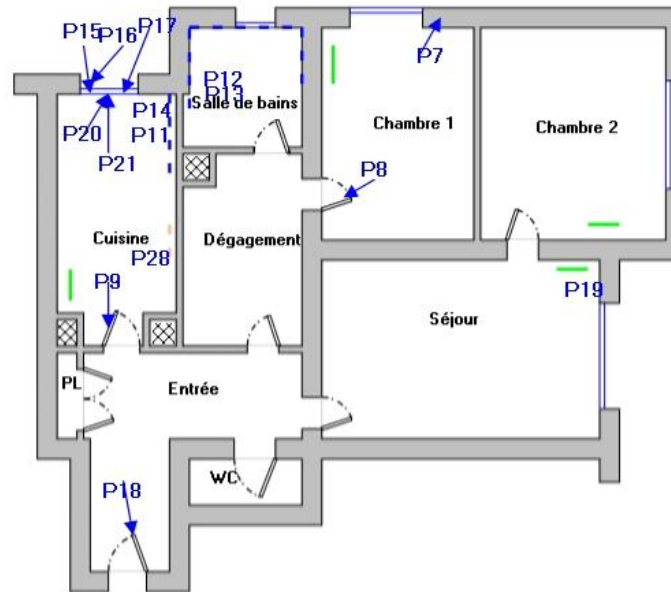 P15
P16
P17
P7
P12
P13
Salle de bains
P14
P11
P20
P21
Chambre 1
Chambre 2
P8
Cuisine
Dégagement
P28
P9
P19
Séjour
PL
Entrée
WC
P18